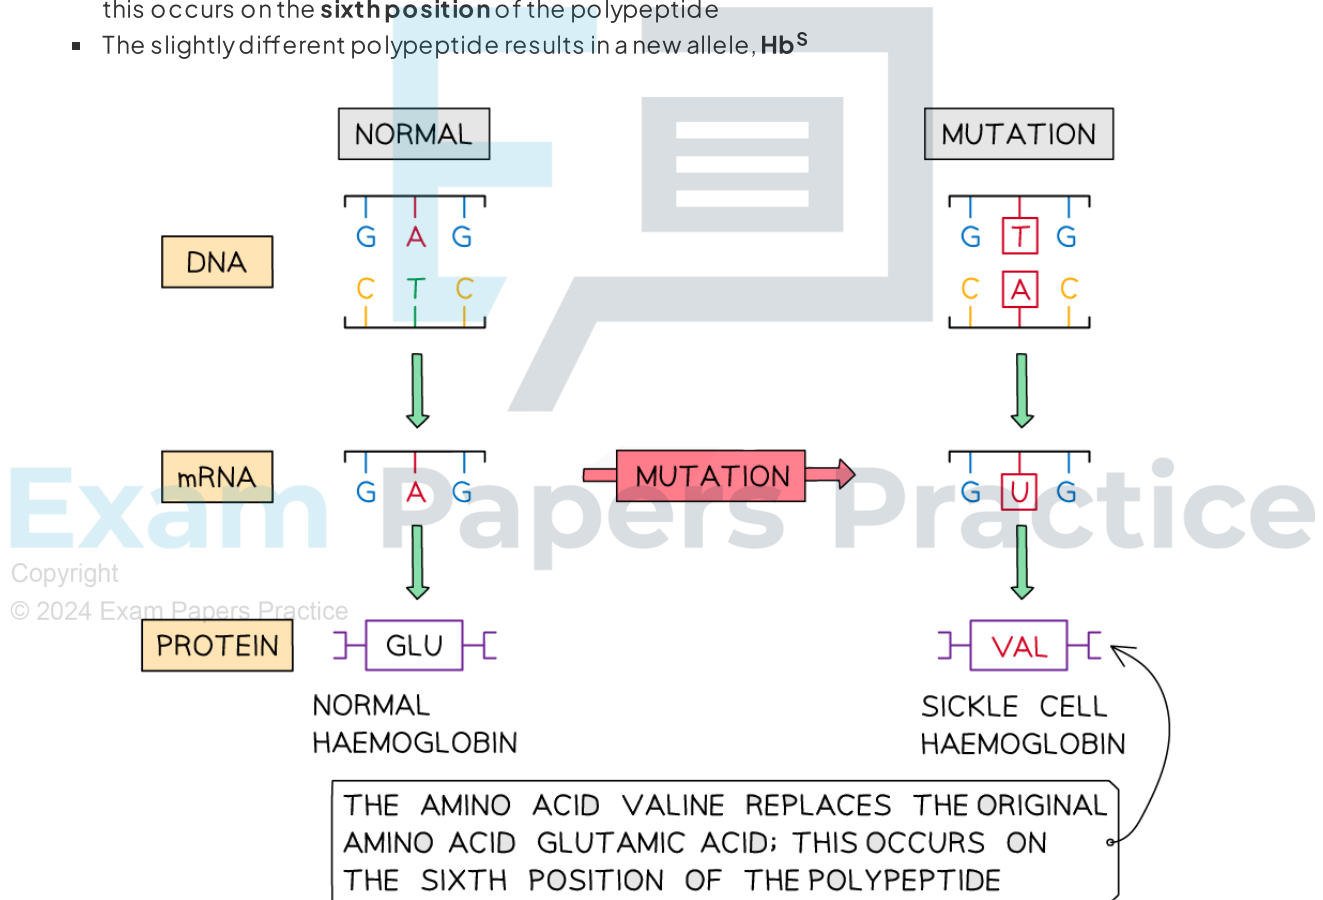 this occurs on the sixth position of the polypeptide
▪ The slightly different polypeptide results in a new allele, Hbˢ
NORMAL
MUTATION
G A G
G T G
DNA
C T C
C A C
mRNA
G A G
MUTATION
G U G
Exam Papers Practice
Copyright
© 2024 Exam Papers Practice
PROTEIN
GLU
VAL
NORMAL
HAEMOGLOBIN
SICKLE CELL
HAEMOGLOBIN
THE AMINO ACID VALINE REPLACES THE ORIGINAL
AMINO ACID GLUTAMIC ACID; THIS OCCURS ON
THE SIXTH POSITION OF THE POLYPEPTIDE